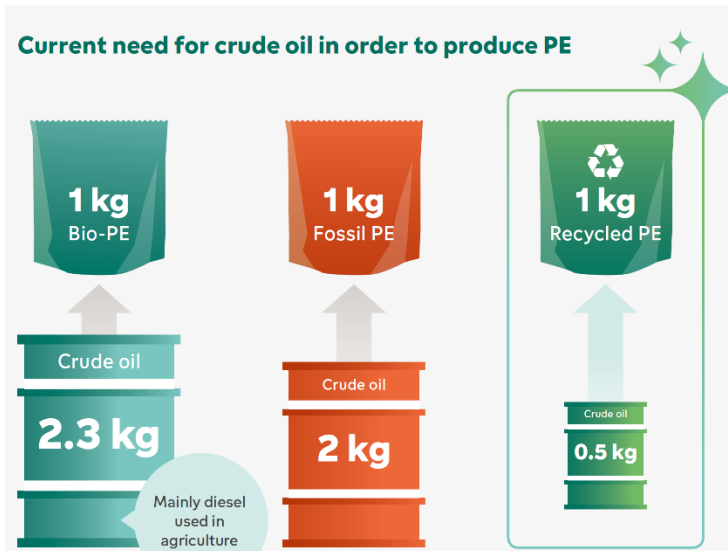 Current need for crude oil in order to produce PE
1 kg
Bio-PE
1 kg
Fossil PE
1 kg
Recycled PE
Crude oil
2.3 kg
Mainly diesel
used in
agriculture
Crude oil
2 kg
Crude oil
0.5 kg